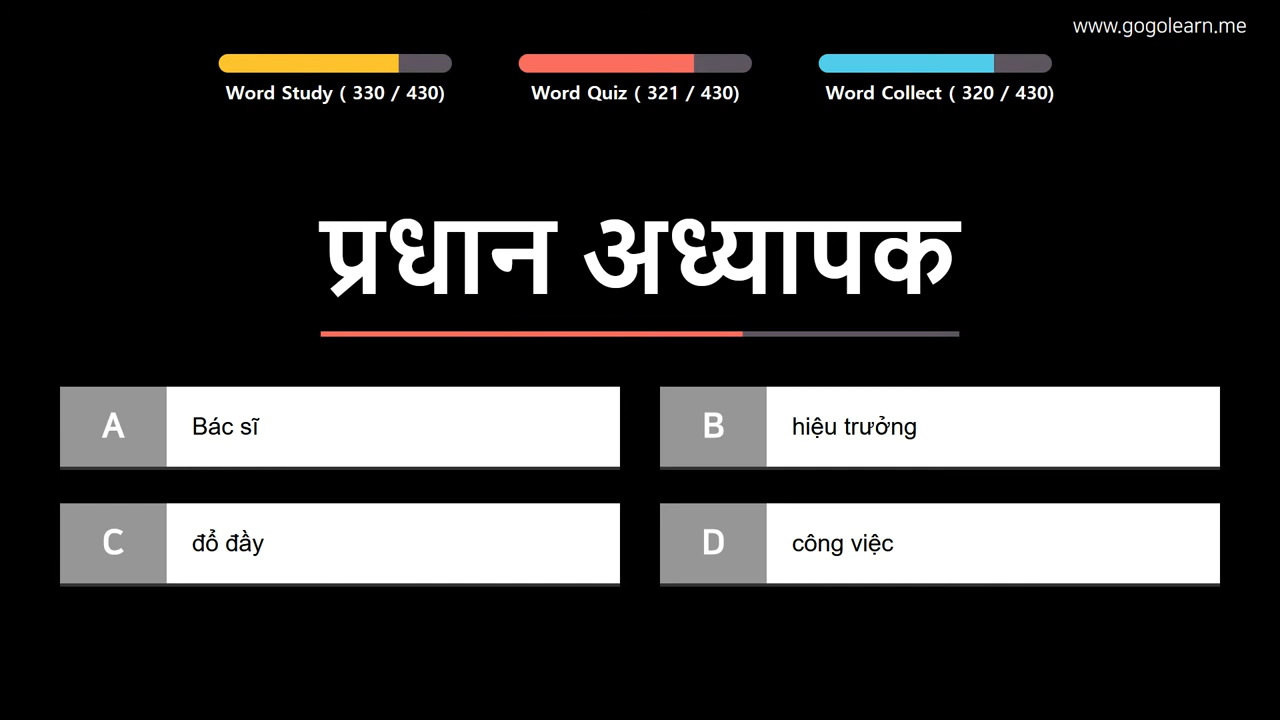 www.gogolearn.me
Word Study ( 330 / 430)
Word Quiz ( 321 / 430)
Word Collect ( 320 / 430)
प्रधान अध्यापक
A
Bác sĩ
B
hiệu trưởng
C
đổ đầy
D
công việc